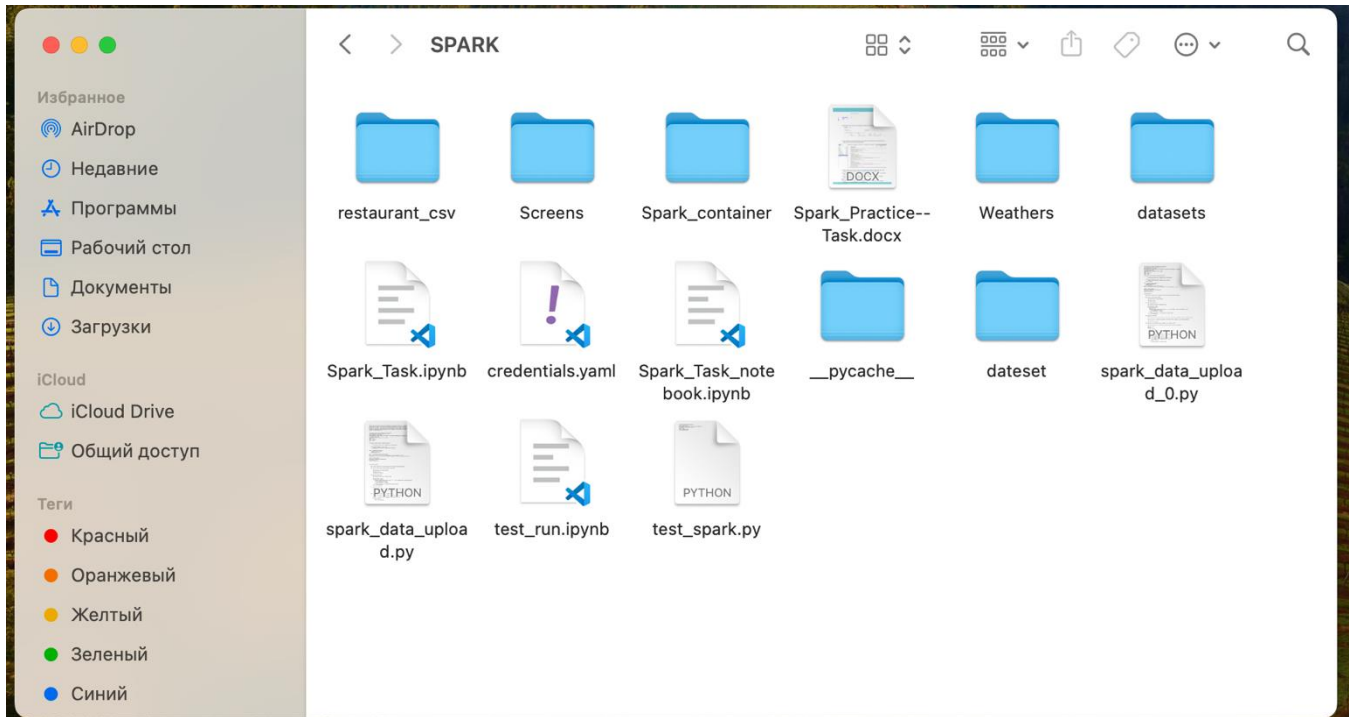 SPARK
Избранное
AirDrop
Недавние
Программы
Рабочий стол
Документы
Загрузки
iCloud
iCloud Drive
Общий доступ
Теги
Красный
Оранжевый
Желтый
Зеленый
Синий
restaurant_csv
Screens
Spark_container
DOCX
Spark_Practice--
Task.docx
Weathers
datasets
Spark_Task.ipynb
credentials.yaml
Spark_Task_note
book.ipynb
__pycache__
dateset
PYTHON
spark_data_uploa
d_0.py
PYTHON
spark_data_uploa
d.py
test_run.ipynb
PYTHON
test_spark.py